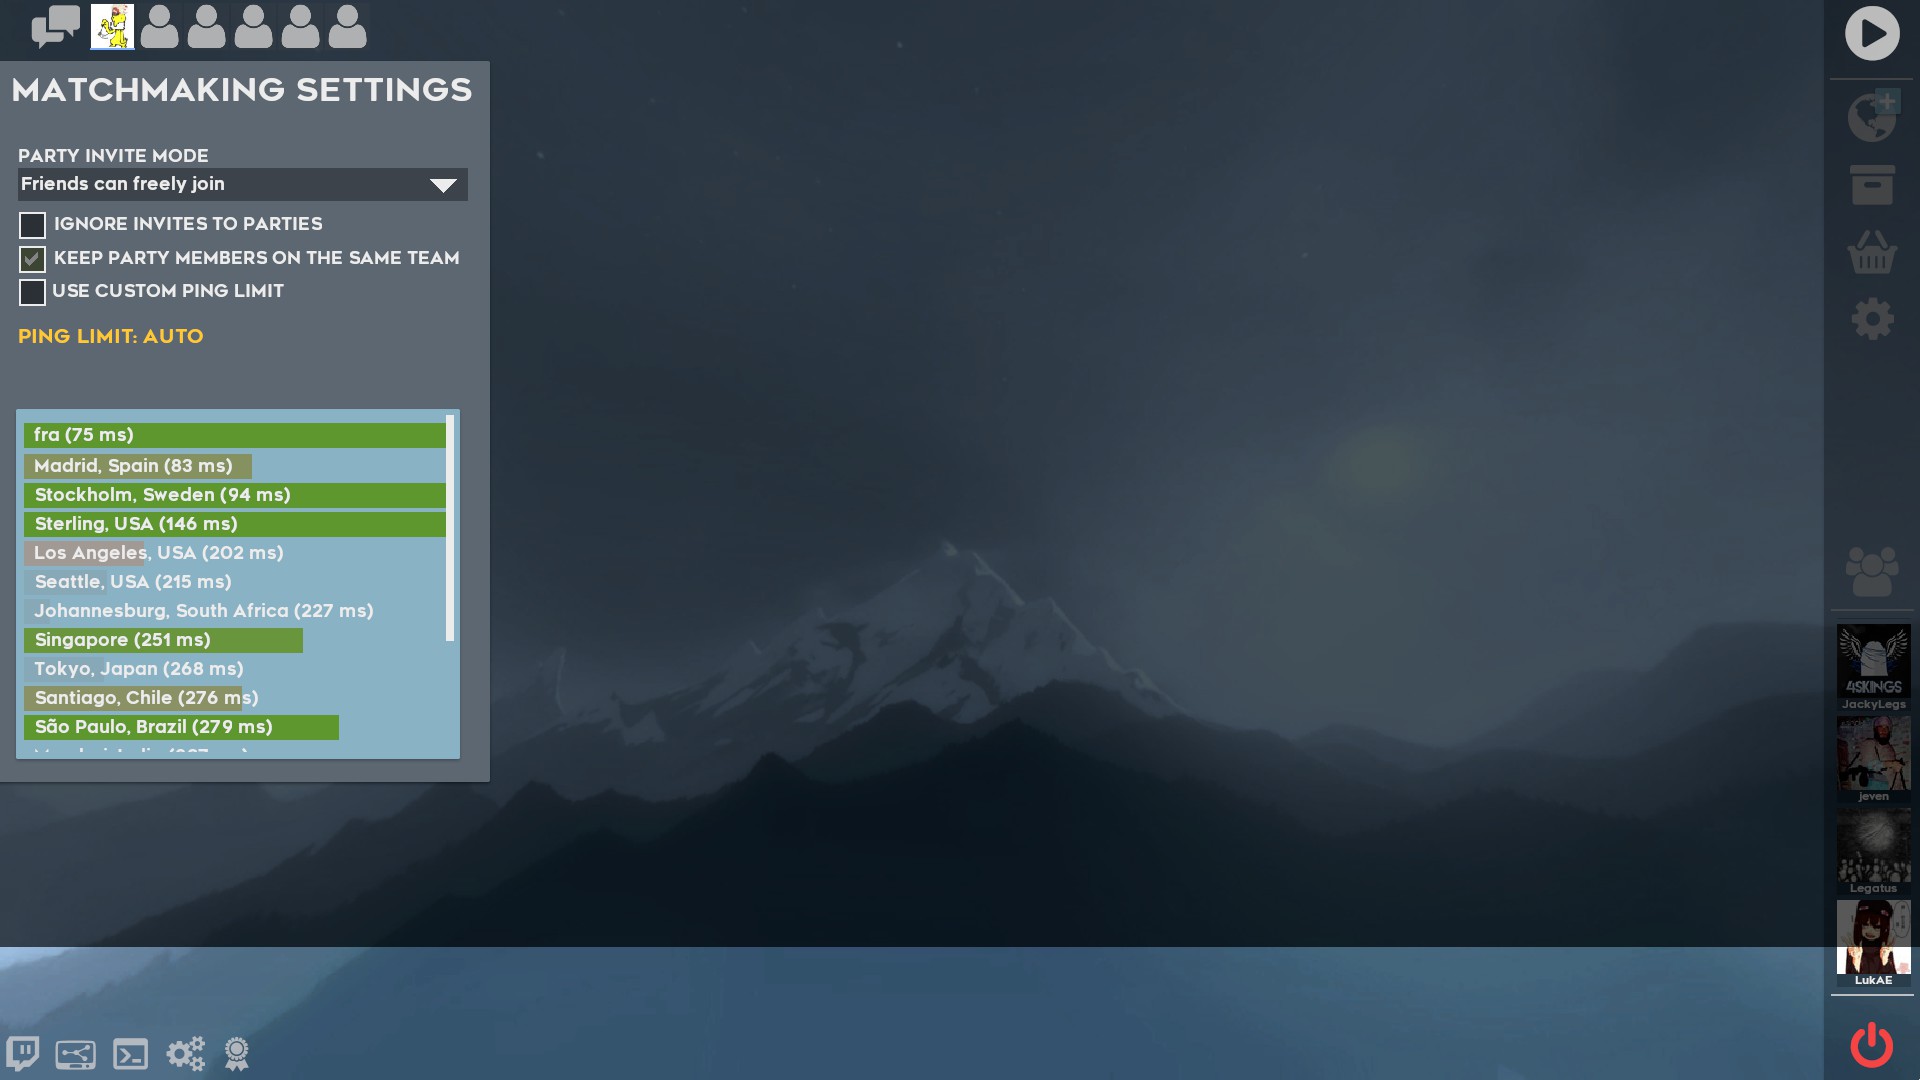 MATCHMAKING SETTINGS
PARTY INVITE MODE
Friends can freely join
IGNORE INVITES TO PARTIES
KEEP PARTY MEMBERS ON THE SAME TEAM
USE CUSTOM PING LIMIT
PING LIMIT: AUTO
fra (75 ms)
Madrid, Spain (83 ms)
Stockholm, Sweden (94 ms)
Sterling, USA (146 ms)
Los Angeles, USA (202 ms)
Seattle, USA (215 ms)
Johannesburg, South Africa (227 ms)
Singapore (251 ms)
Tokyo, Japan (268 ms)
Santiago, Chile (276 ms)
São Paulo, Brazil (279 ms)
4SKINGS
JackyLegs
jeven
Legatus
LukAE